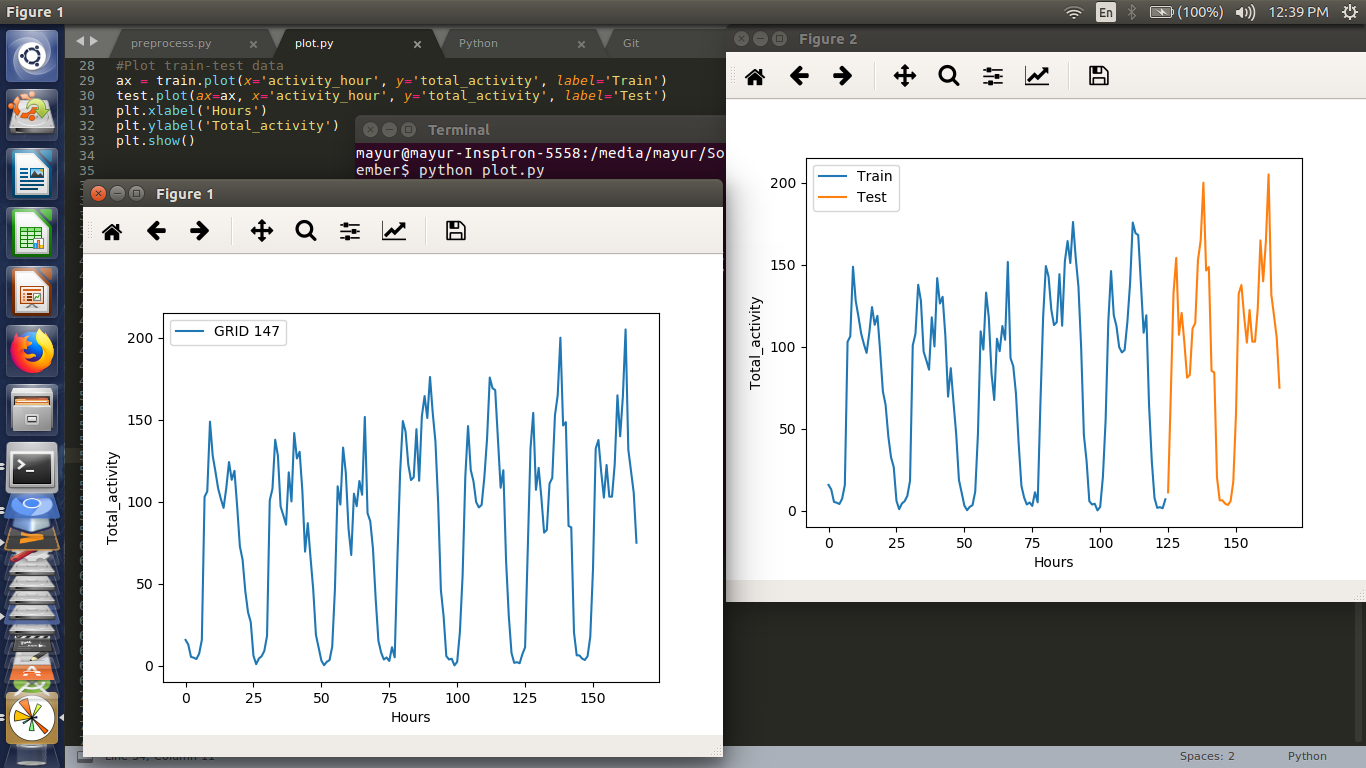 Figure 1
En
(100%)
12:39 PM
preprocess.py
plot.py
Python
Git
28 #Plot train-test data
29 ax = train.plot(x='activity_hour', y='total_activity', label='Train')
30 test.plot(ax=ax, x='activity_hour', y='total_activity', label='Test')
31 plt.xlabel('Hours')
32 plt.ylabel('Total_activity')
33 plt.show()
34
35
Terminal
mayur@mayur-Inspiron-5558:/media/mayur/So
ember$ python plot.py
Figure 1
GRID 147
200
150
100
50
0
Total_activity
0 25 50 75 100 125 150
Hours
Figure 2
Train
Test
200
150
100
50
0
Total_activity
0 25 50 75 100 125 150
Hours
Spaces: 2
Python